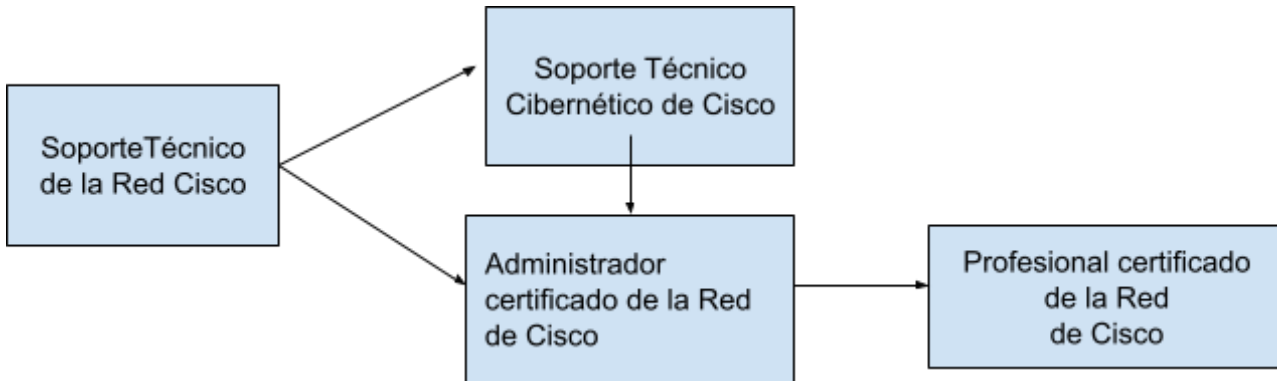 SoporteTécnico
de la Red Cisco
Soporte Técnico
Cibernético de Cisco
Administrador
certificado de la Red
de Cisco
Profesional certificado
de la Red
de Cisco